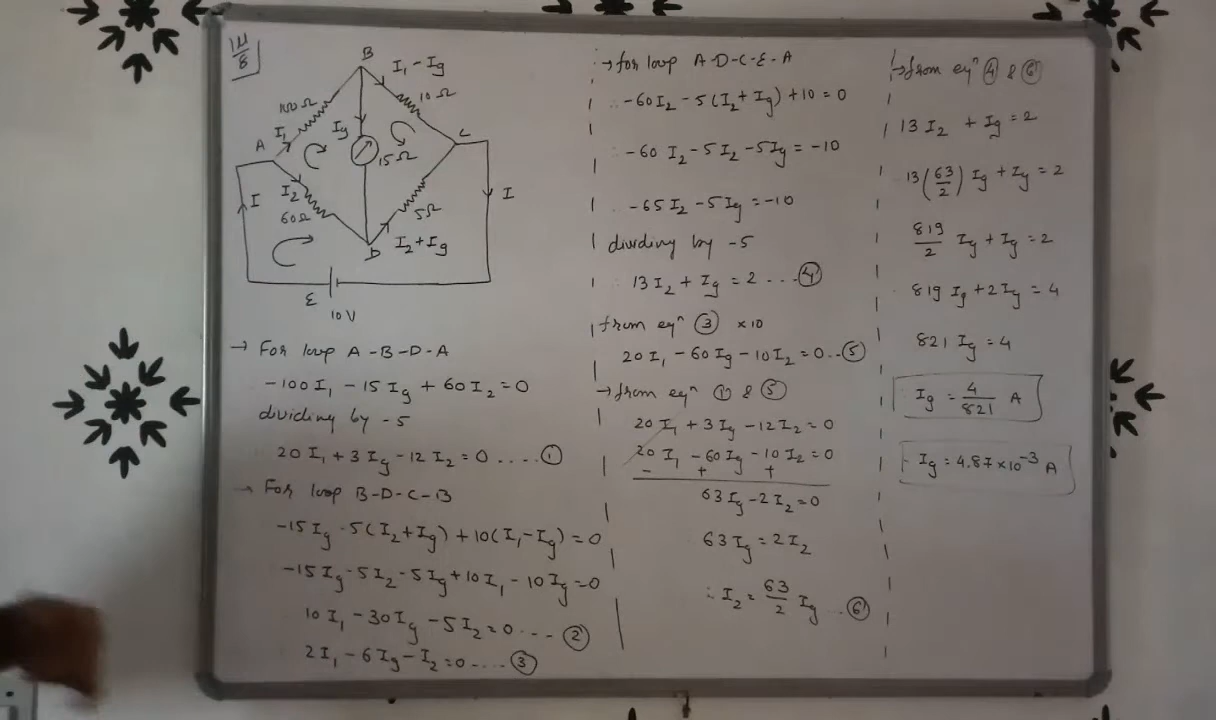 14/8
B
I₁ - Ig
100 Ω
10 Ω
I₁
Ig
A
C
15 Ω
I₂
I
I
60Ω
5Ω
D
I₂ + Ig
E
10 V
→ For loop A - B - D - A
-100 I₁ - 15 Ig + 60 I₂ = 0
dividing by -5
20 I₁ + 3 Ig - 12 I₂ = 0 .... ①
→ For loop B-D-C-B
-15 Ig - 5(I₂ + Ig) + 10(I₁ - Ig) = 0
-15 Ig - 5 I₂ - 5 Ig + 10 I₁ - 10 Ig = 0
10 I₁ - 30 Ig - 5 I₂ = 0 .... ②
2 I₁ - 6 Ig - I₂ = 0 .... ③
→ for loop A-D-C-E-A
-60 I₂ - 5(I₂ + Ig) + 10 = 0
-60 I₂ - 5 I₂ - 5 Ig = -10
-65 I₂ - 5 Ig = -10
dividing by -5
13 I₂ + Ig = 2 ... ④
from eqⁿ ③ ×10
20 I₁ - 60 Ig - 10 I₂ = 0 .. ⑤
→ from eqⁿ ① & ⑤
20 I₁ + 3 Ig - 12 I₂ = 0
20 I₁ - 60 Ig - 10 I₂ = 0
- + +
63 Ig - 2 I₂ = 0
63 Ig = 2 I₂
∴ I₂ = 63/2 Ig .. ⑥
→ from eqⁿ ④ & ⑥
13 I₂ + Ig = 2
13 (63/2) Ig + Ig = 2
819/2 Ig + Ig = 2
819 Ig + 2 Ig = 4
821 Ig = 4
Ig = 4/821 A
Ig = 4.87 × 10⁻³ A